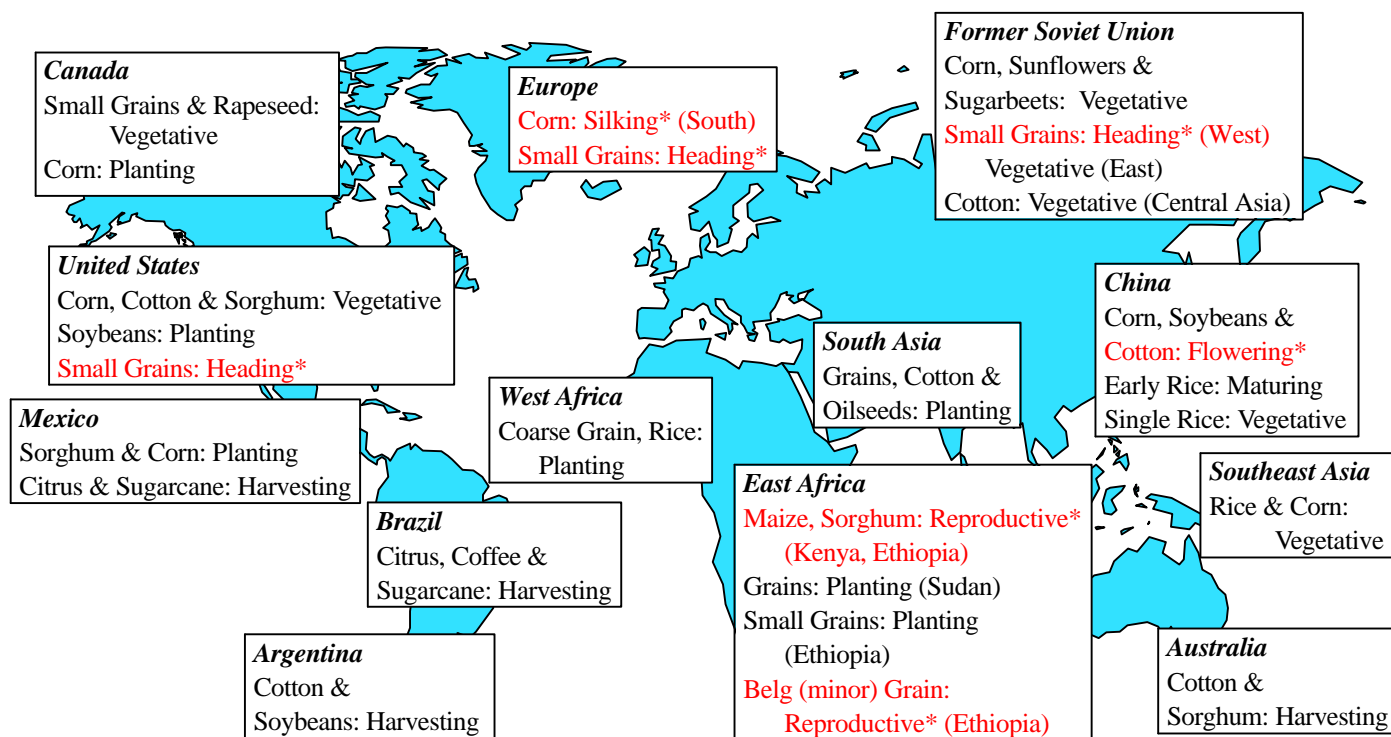 Canada
Small Grains & Rapeseed:
Vegetative
Corn: Planting
Europe
Corn: Silking* (South)
Small Grains: Heading*
Former Soviet Union
Corn, Sunflowers &
Sugarbeets: Vegetative
Small Grains: Heading* (West)
Vegetative (East)
Cotton: Vegetative (Central Asia)
United States
Corn, Cotton & Sorghum: Vegetative
Soybeans: Planting
Small Grains: Heading*
China
Corn, Soybeans &
Cotton: Flowering*
Early Rice: Maturing
Single Rice: Vegetative
South Asia
Grains, Cotton &
Oilseeds: Planting
West Africa
Coarse Grain, Rice:
Planting
Mexico
Sorghum & Corn: Planting
Citrus & Sugarcane: Harvesting
Southeast Asia
Rice & Corn:
Vegetative
East Africa
Maize, Sorghum: Reproductive*
(Kenya, Ethiopia)
Grains: Planting (Sudan)
Small Grains: Planting
(Ethiopia)
Belg (minor) Grain:
Reproductive* (Ethiopia)
Brazil
Citrus, Coffee &
Sugarcane: Harvesting
Argentina
Cotton &
Soybeans: Harvesting
Australia
Cotton &
Sorghum: Harvesting